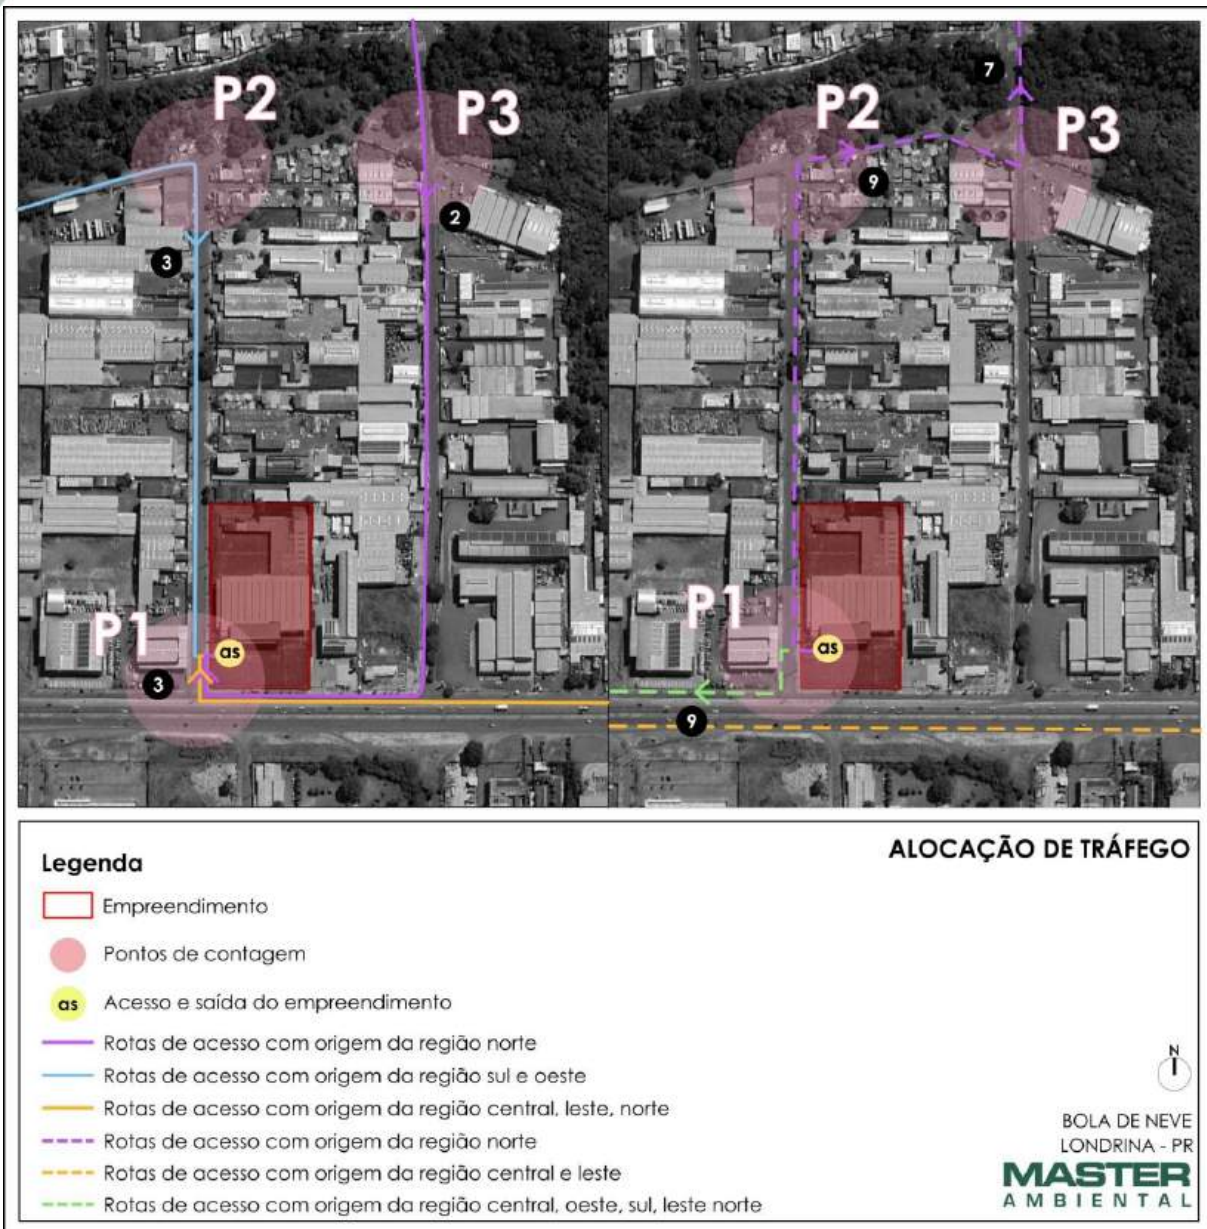 P2
P3
3
2
P1
as
3
7
P2
P3
9
P1
as
9
ALOCAÇÃO DE TRÁFEGO
Legenda
Empreendimento
Pontos de contagem
as Acesso e saída do empreendimento
Rotas de acesso com origem da região norte
Rotas de acesso com origem da região sul e oeste
Rotas de acesso com origem da região central, leste, norte
Rotas de acesso com origem da região norte
Rotas de acesso com origem da região central e leste
Rotas de acesso com origem da região central, oeste, sul, leste norte
N
BOLA DE NEVE
LONDRINA - PR
MASTER
AMBIENTAL